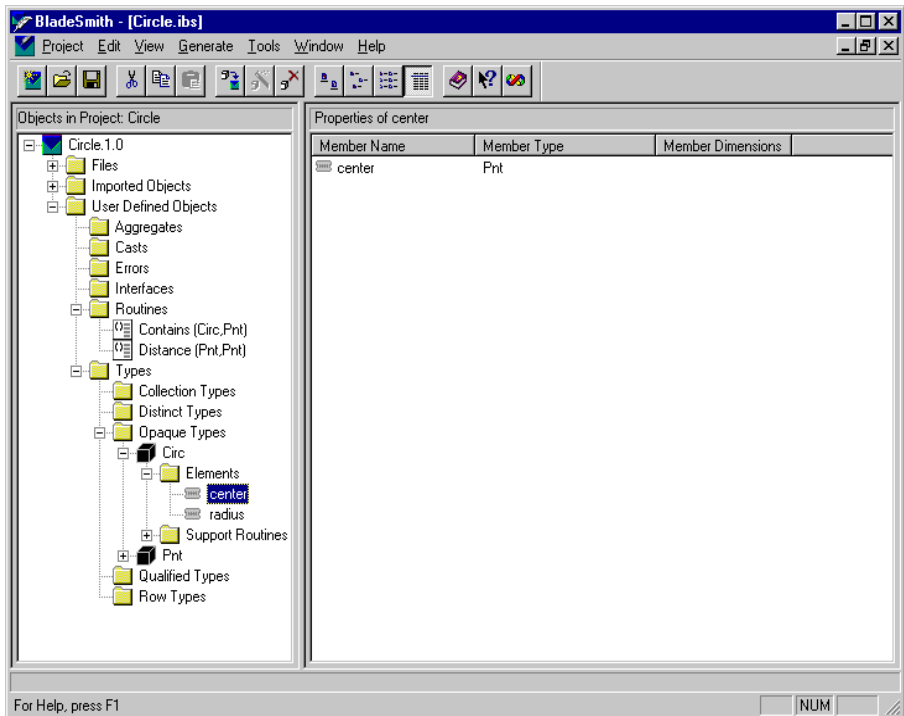 BladeSmith - [Circle.ibs]
Project Edit View Generate Tools Window Help
Objects in Project: Circle
Circle.1.0
Files
Imported Objects
User Defined Objects
Aggregates
Casts
Errors
Interfaces
Routines
Contains (Circ,Pnt)
Distance (Pnt,Pnt)
Types
Collection Types
Distinct Types
Opaque Types
Circ
Elements
center
radius
Support Routines
Pnt
Qualified Types
Row Types
Properties of center
Member Name Member Type Member Dimensions
center Pnt
For Help, press F1
NUM